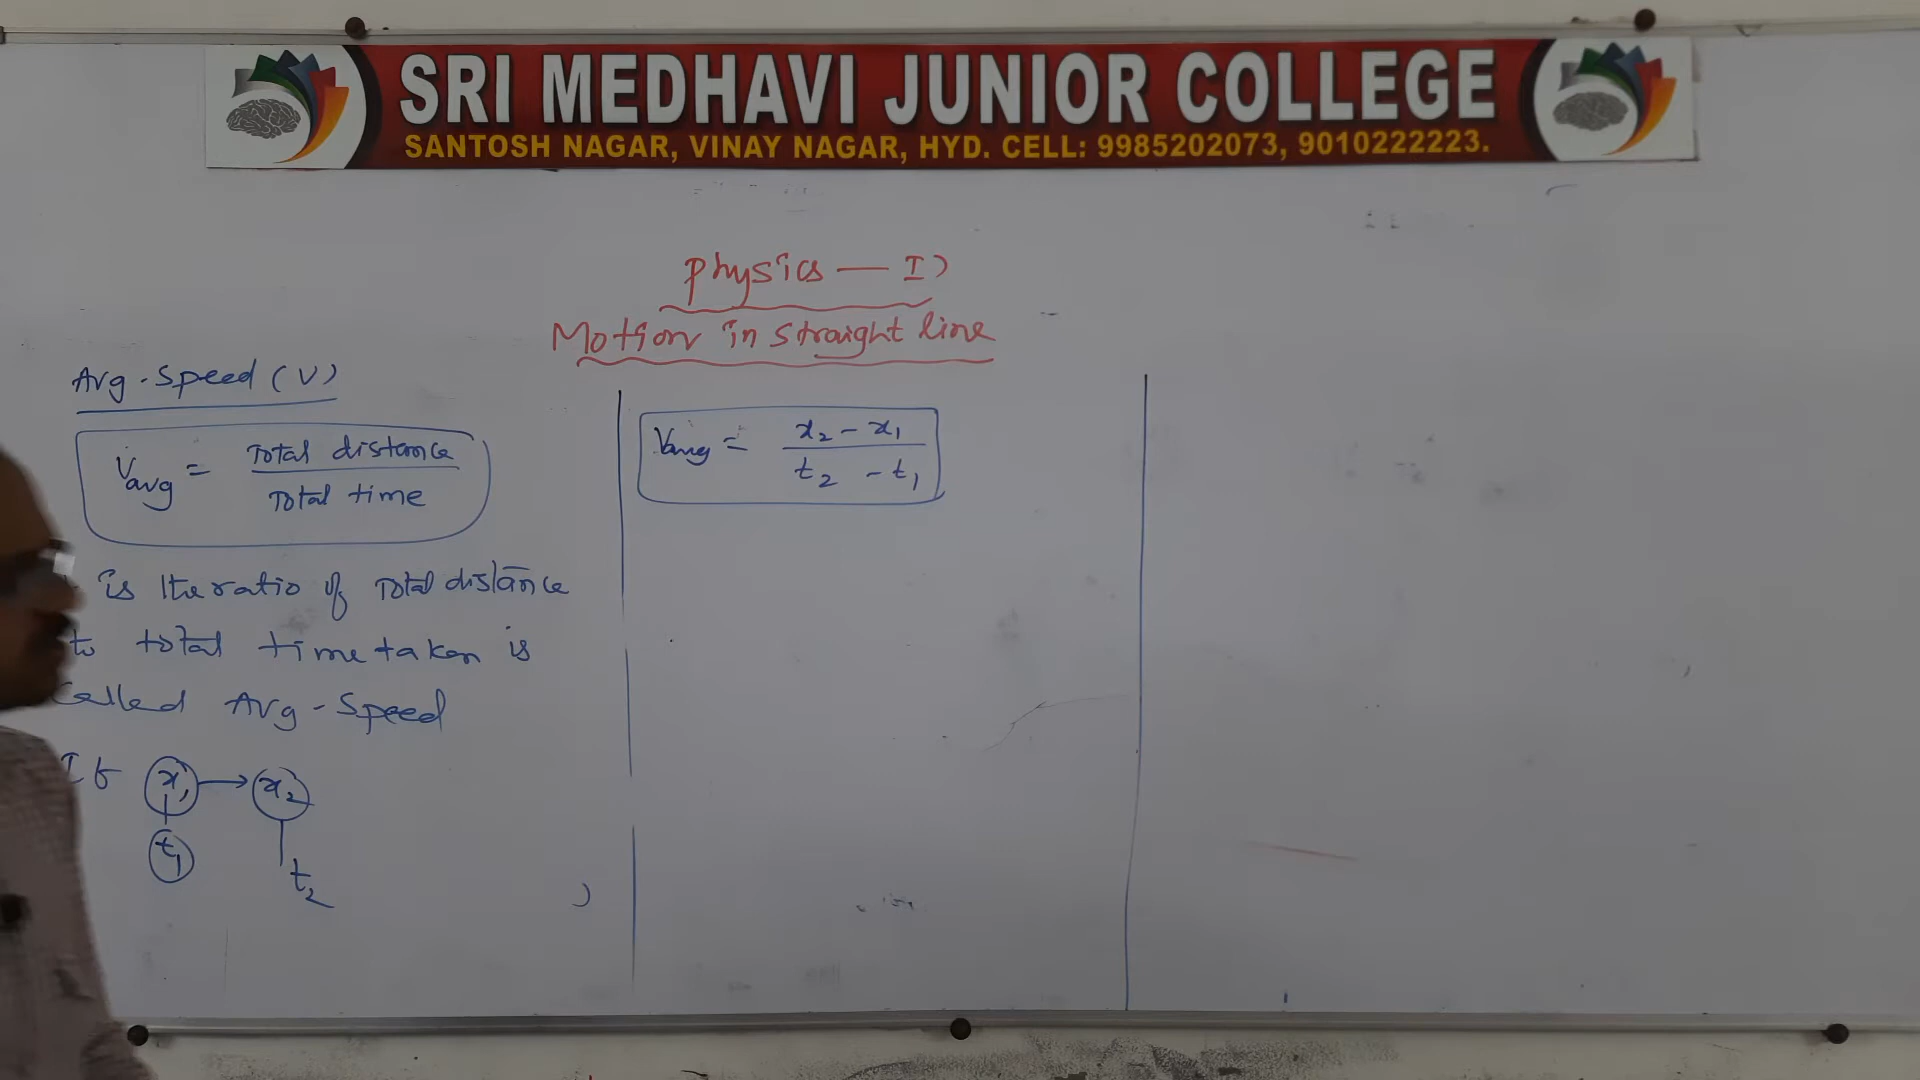 SRI MEDHAVI JUNIOR COLLEGE
SANTOSH NAGAR, VINAY NAGAR, HYD. CELL: 9985202073, 9010222223.
Physics — I)
Motion in straight line
Avg - Speed (V)
Vavg = Total distance / Total time
is the ratio of Total distance
to total time taken is
Called Avg - Speed
If x1 → x2
t1 t2
Vavg = x2 - x1 / t2 - t1